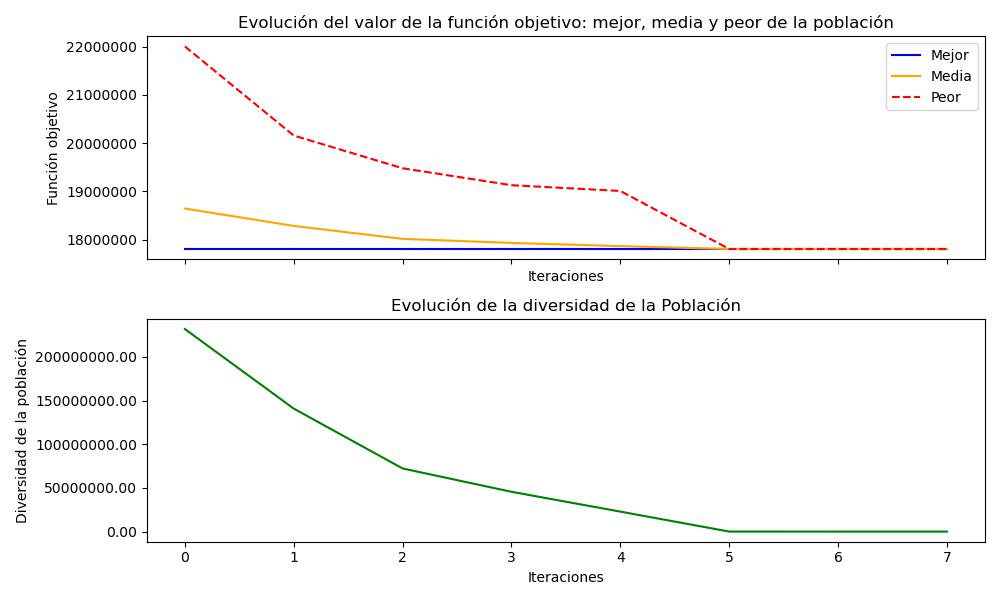 Evolución del valor de la función objetivo: mejor, media y peor de la población
Función objetivo
22000000
21000000
20000000
19000000
18000000
Mejor
Media
Peor
Iteraciones
Evolución de la diversidad de la Población
Diversidad de la población
200000000.00
150000000.00
100000000.00
50000000.00
0.00
0 1 2 3 4 5 6 7
Iteraciones